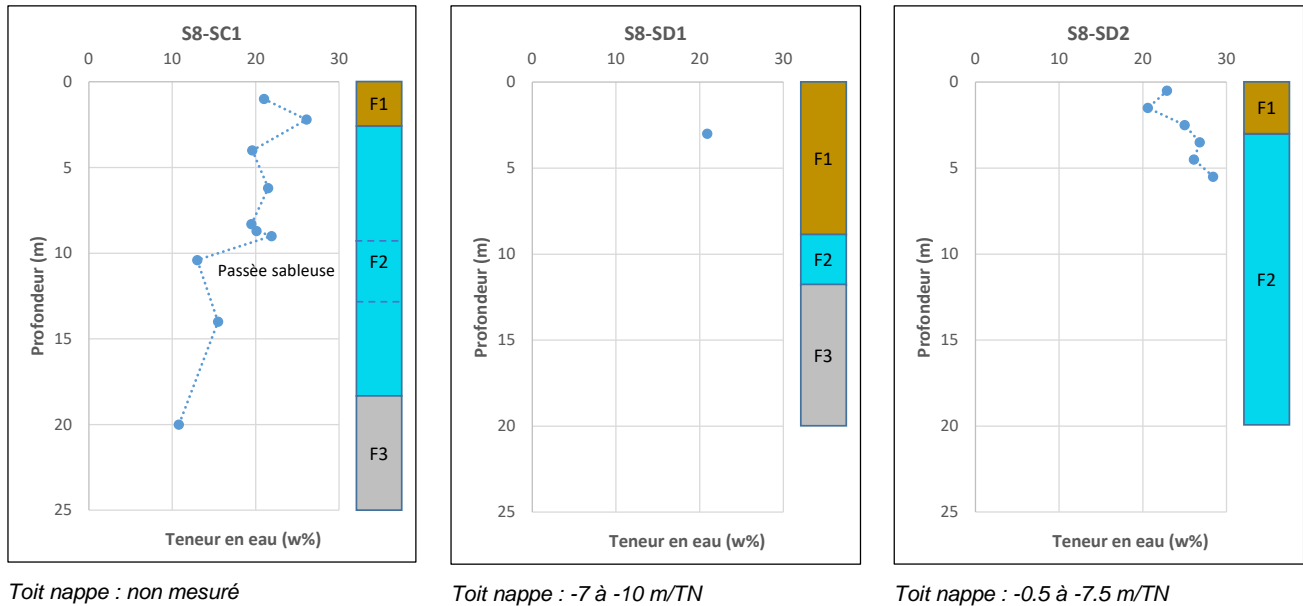 S8-SC1
0 10 20 30
0
5
10
15
20
25
Profondeur (m)
F1
F2
F3
Passèe sableuse
Teneur en eau (w%)
Toit nappe : non mesuré
S8-SD1
0 10 20 30
0
5
10
15
20
25
Profondeur (m)
F1
F2
F3
Teneur en eau (w%)
Toit nappe : -7 à -10 m/TN
S8-SD2
0 10 20 30
0
5
10
15
20
25
Profondeur (m)
F1
F2
Teneur en eau (w%)
Toit nappe : -0.5 à -7.5 m/TN